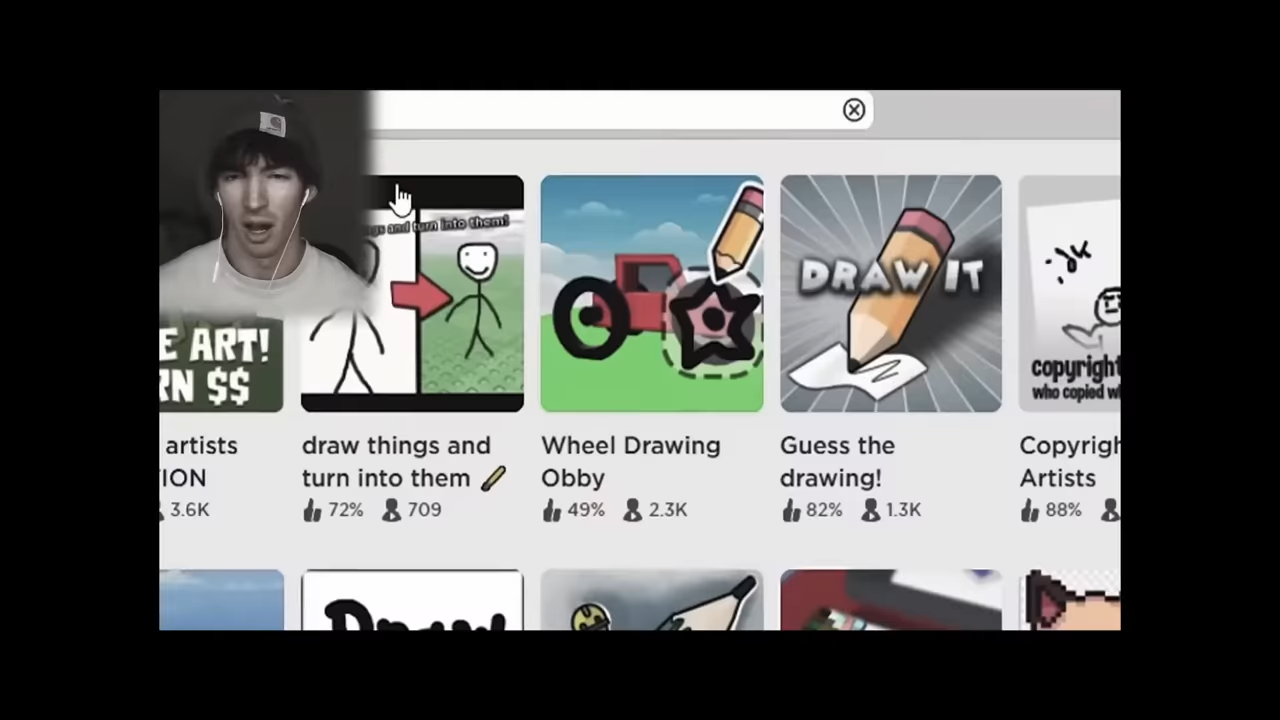 E ART!
RN $$
artists
ION
3.6K
gs and turn into them!
draw things and
turn into them
72% 709
Wheel Drawing
Obby
49% 2.3K
DRAW IT
Guess the
drawing!
82% 1.3K
copyright
who copied w
Copyrigh
Artists
88%
Draw